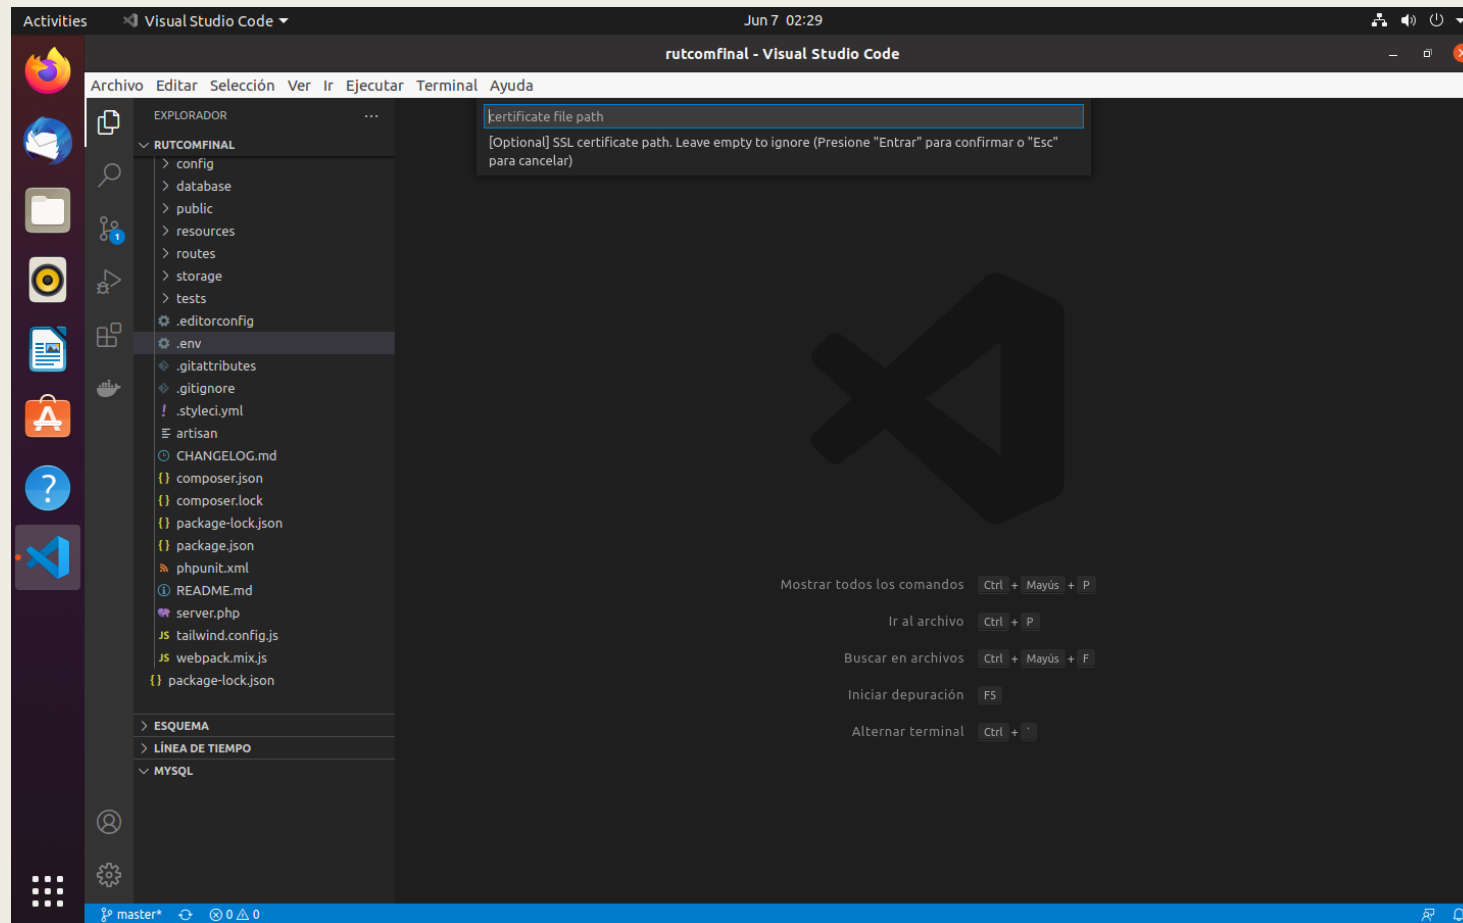 Activities Visual Studio Code Jun 7 02:29
rutcomfinal - Visual Studio Code
Archivo Editar Selección Ver Ir Ejecutar Terminal Ayuda
EXPLORADOR
RUTCOMFINAL
config
database
public
resources
routes
storage
tests
.editorconfig
.env
.gitattributes
.gitignore
.styleci.yml
artisan
CHANGELOG.md
composer.json
composer.lock
package-lock.json
package.json
phpunit.xml
README.md
server.php
tailwind.config.js
webpack.mix.js
package-lock.json
ESQUEMA
LÍNEA DE TIEMPO
MYSQL
certificate file path
[Optional] SSL certificate path. Leave empty to ignore (Presione "Entrar" para confirmar o "Esc"
para cancelar)
Mostrar todos los comandos Ctrl + Mayús + P
Ir al archivo Ctrl + P
Buscar en archivos Ctrl + Mayús + F
Iniciar depuración F5
Alternar terminal Ctrl + `
1
master* 0 0